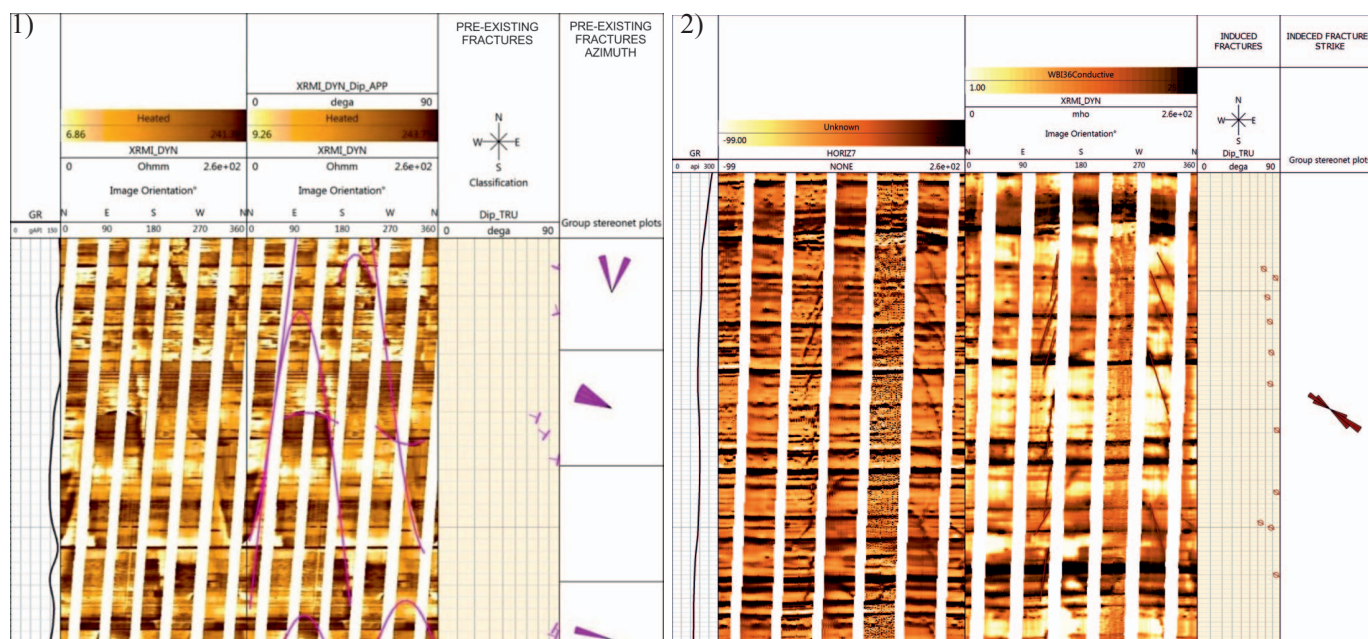 1)
PRE-EXISTING
FRACTURES
PRE-EXISTING
FRACTURES
AZIMUTH
XRMI_DYN_Dip_APP
0 dega 90
Heated
6.86
Heated
9.26
XRMI_DYN
0 Ohmm 2.6e+02
XRMI_DYN
0 Ohmm 2.6e+02
Image Orientation°
Image Orientation°
N
W E
S
Classification
GR
0 gAPI 150
N E S W N
0 90 180 270 360
N E S W N
0 90 180 270 360
Dip_TRU
0 dega 90
Group stereonet plots
2)
INDUCED
FRACTURES
INDECED FRACTURE
STRIKE
WBI36Conductive
1.00
XRMI_DYN
0 mho 2.6e+02
Image Orientation°
Unknown
-99.00
GR
0 api 300
HORIZ7
-99 NONE 2.6e+02
N E S W N
0 90 180 270 360
N
W E
S
Dip_TRU
0 dega 90
Group stereonet plots